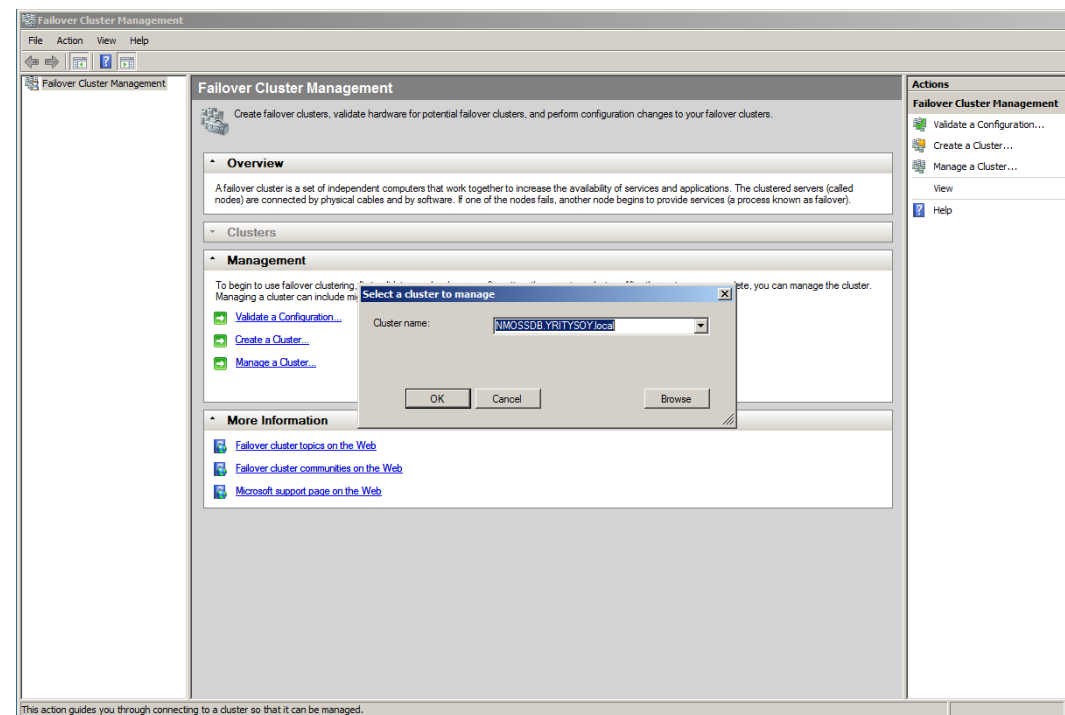 Failover Cluster Management
File Action View Help
Failover Cluster Management
Failover Cluster Management
Create failover clusters, validate hardware for potential failover clusters, and perform configuration changes to your failover clusters.
Overview
A failover cluster is a set of independent computers that work together to increase the availability of services and applications. The clustered servers (called
nodes) are connected by physical cables and by software. If one of the nodes fails, another node begins to provide services (a process known as failover).
Clusters
Management
To begin to use failover clustering,
ete, you can manage the cluster.
Managing a cluster can include mi
Validate a Configuration...
Create a Cluster...
Manage a Cluster...
Select a cluster to manage
Cluster name:
NMOSSDB.YRITYSOY.local
OK Cancel Browse
More Information
Failover cluster topics on the Web
Failover cluster communities on the Web
Microsoft support page on the Web
Actions
Failover Cluster Management
Validate a Configuration...
Create a Cluster...
Manage a Cluster...
View
Help
This action guides you through connecting to a cluster so that it can be managed.